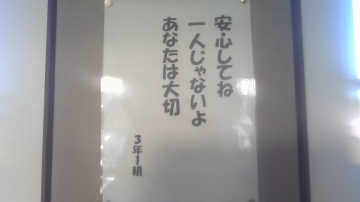 安心してね
一人じゃないよ
あなたは大切
3年1組